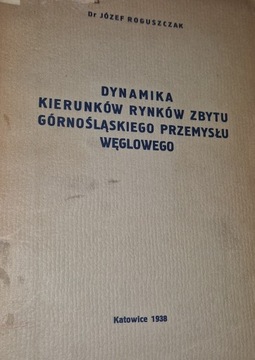 Dr JÓZEF ROGUSZCZAK
DYNAMIKA
KIERUNKÓW RYNKÓW ZBYTU
GÓRNOŚLĄSKIEGO PRZEMYSŁU
WĘGLOWEGO
Katowice 1938